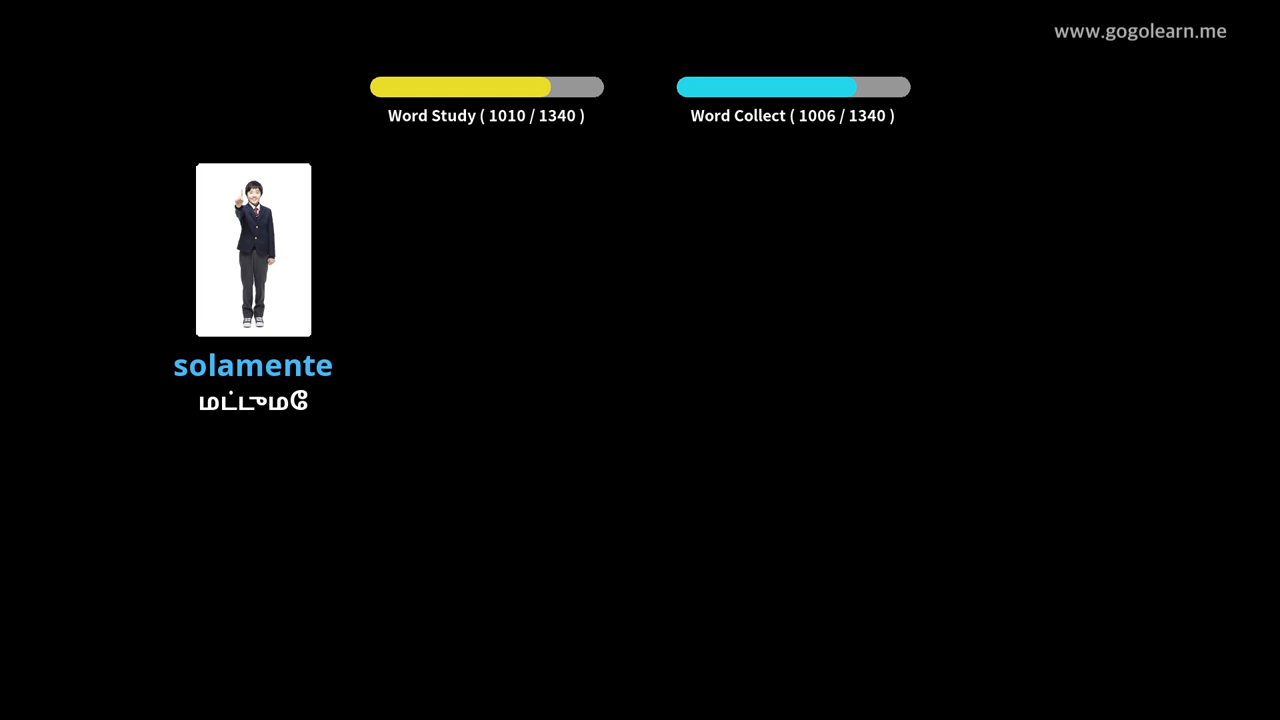 www.gogolearn.me
Word Study ( 1010 / 1340 )
Word Collect ( 1006 / 1340 )
solamente
மட்டுமே